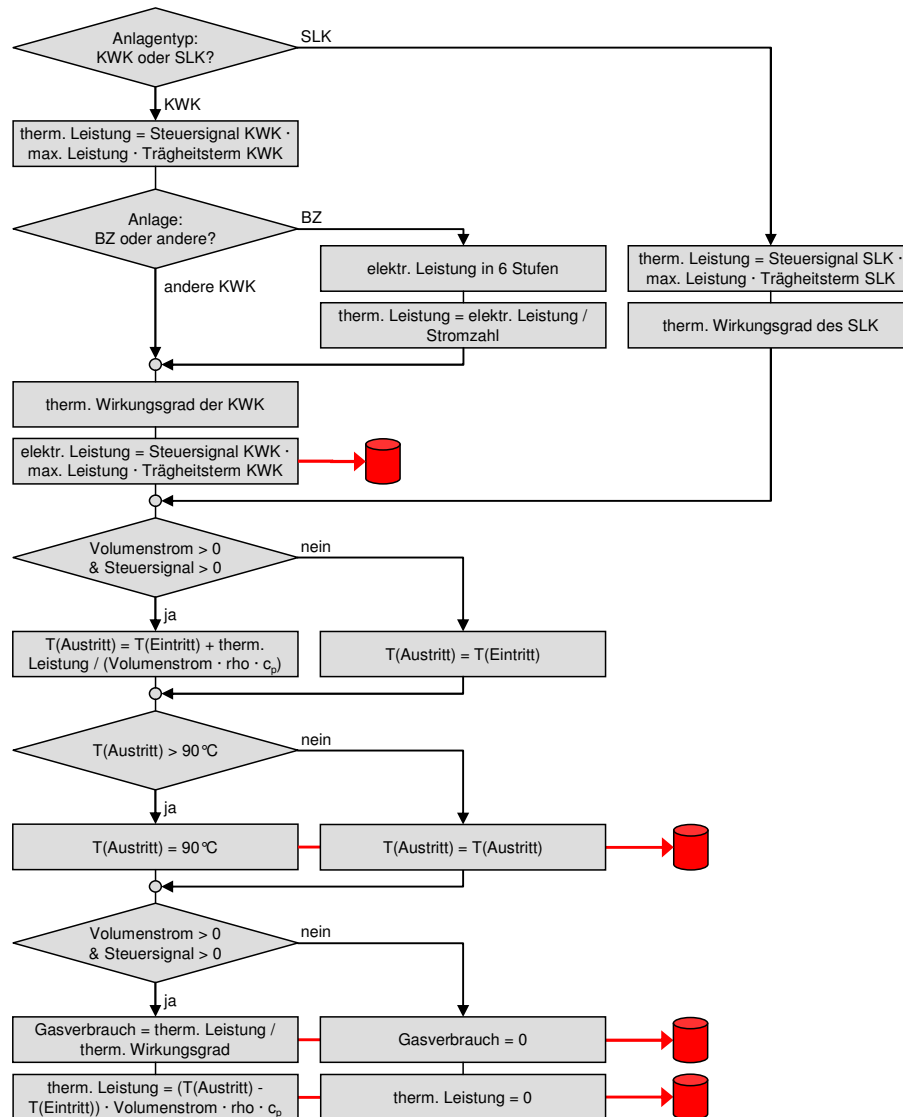 Anlagentyp:
KWK oder SLK?
SLK
KWK
therm. Leistung = Steuersignal KWK ·
max. Leistung · Trägheitsterm KWK
Anlage:
BZ oder andere?
BZ
andere KWK
elektr. Leistung in 6 Stufen
therm. Leistung = elektr. Leistung /
Stromzahl
therm. Leistung = Steuersignal SLK ·
max. Leistung · Trägheitsterm SLK
therm. Wirkungsgrad des SLK
therm. Wirkungsgrad der KWK
elektr. Leistung = Steuersignal KWK ·
max. Leistung · Trägheitsterm KWK
Volumenstrom > 0
& Steuersignal > 0
nein
ja
T(Austritt) = T(Eintritt) + therm.
Leistung / (Volumenstrom · rho · cp)
T(Austritt) = T(Eintritt)
T(Austritt) > 90°C
nein
ja
T(Austritt) = 90°C
T(Austritt) = T(Austritt)
Volumenstrom > 0
& Steuersignal > 0
nein
ja
Gasverbrauch = therm. Leistung /
therm. Wirkungsgrad
Gasverbrauch = 0
therm. Leistung = (T(Austritt) -
T(Eintritt)) · Volumenstrom · rho · cp
therm. Leistung = 0